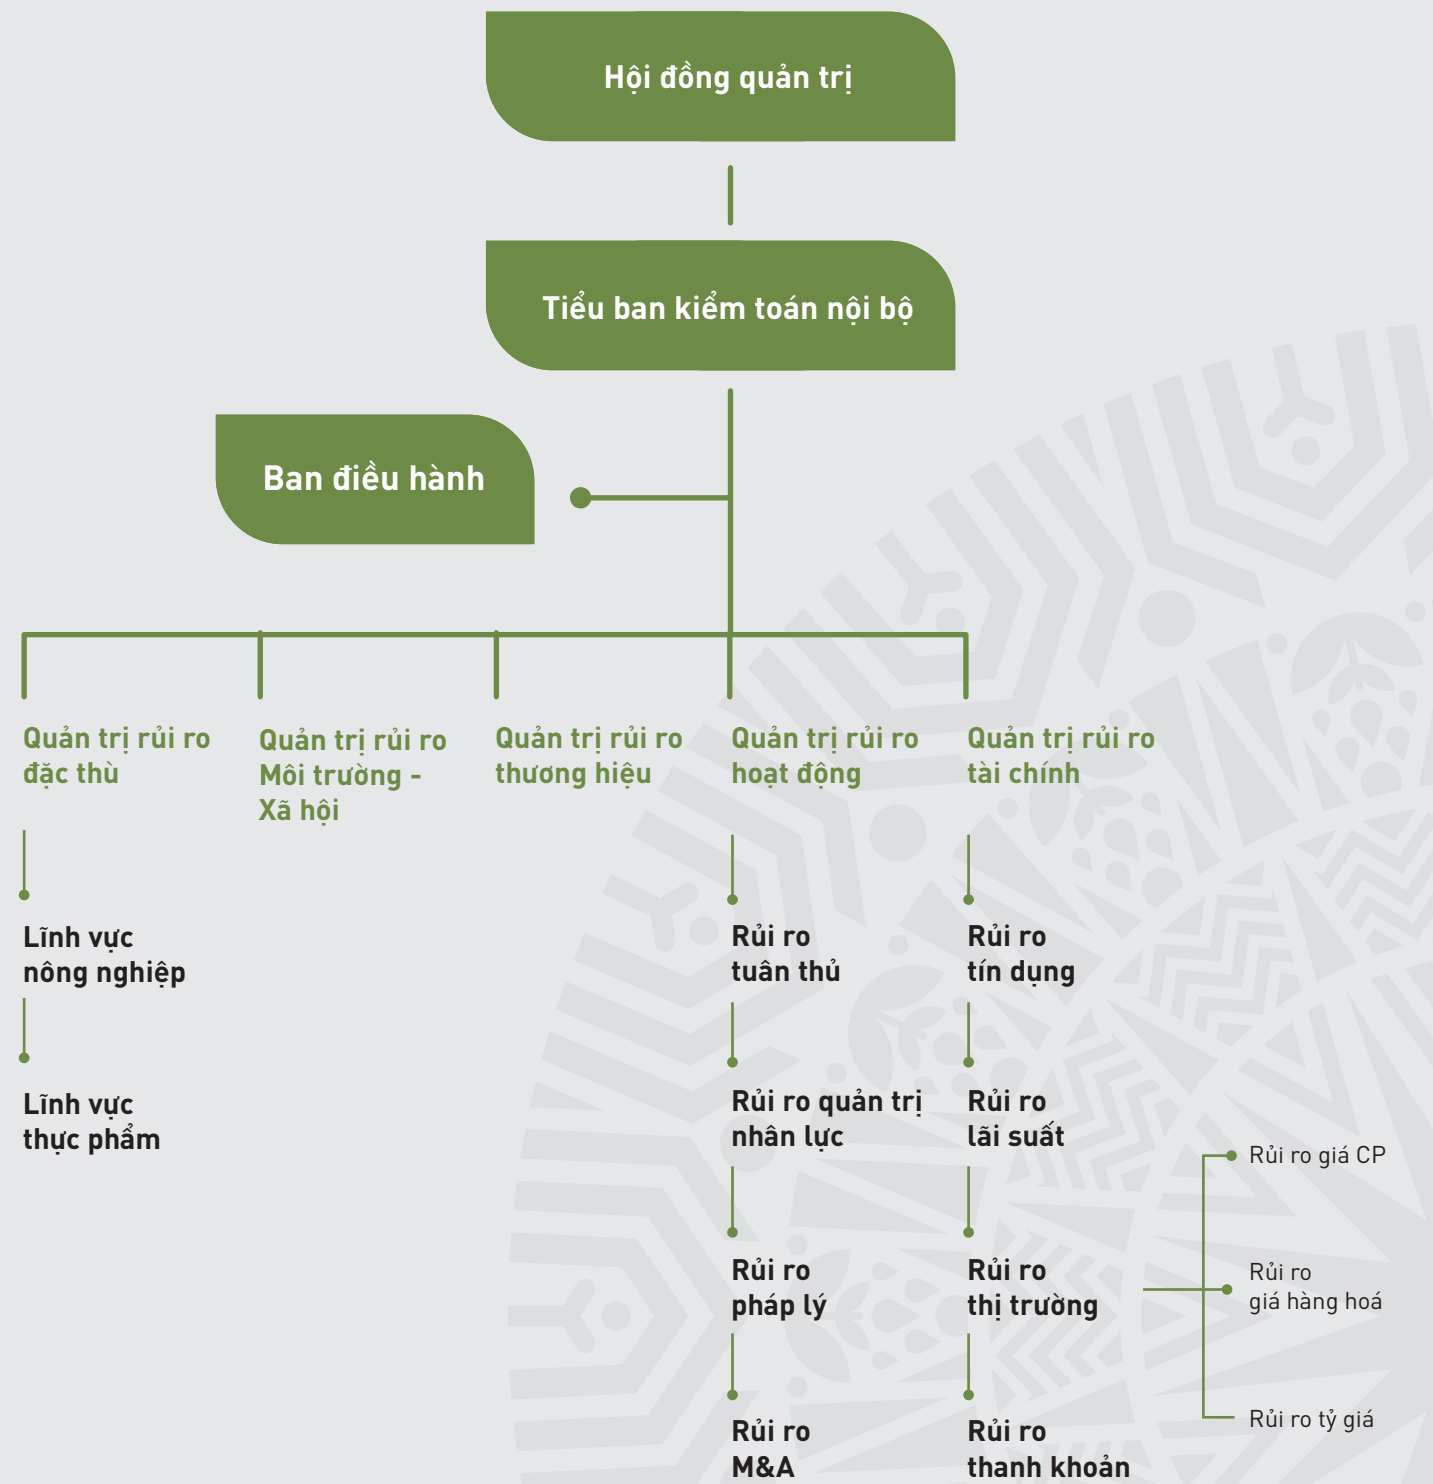 Hội đồng quản trị
Tiểu ban kiểm toán nội bộ
Ban điều hành
Quản trị rủi ro
đặc thù
Lĩnh vực
nông nghiệp
Lĩnh vực
thực phẩm
Quản trị rủi ro
Môi trường -
Xã hội
Quản trị rủi ro
thương hiệu
Quản trị rủi ro
hoạt động
Rủi ro
tuân thủ
Rủi ro quản trị
nhân lực
Rủi ro
pháp lý
Rủi ro
M&A
Quản trị rủi ro
tài chính
Rủi ro
tín dụng
Rủi ro
lãi suất
Rủi ro
thị trường
Rủi ro giá CP
Rủi ro
giá hàng hoá
Rủi ro tỷ giá
Rủi ro
thanh khoản